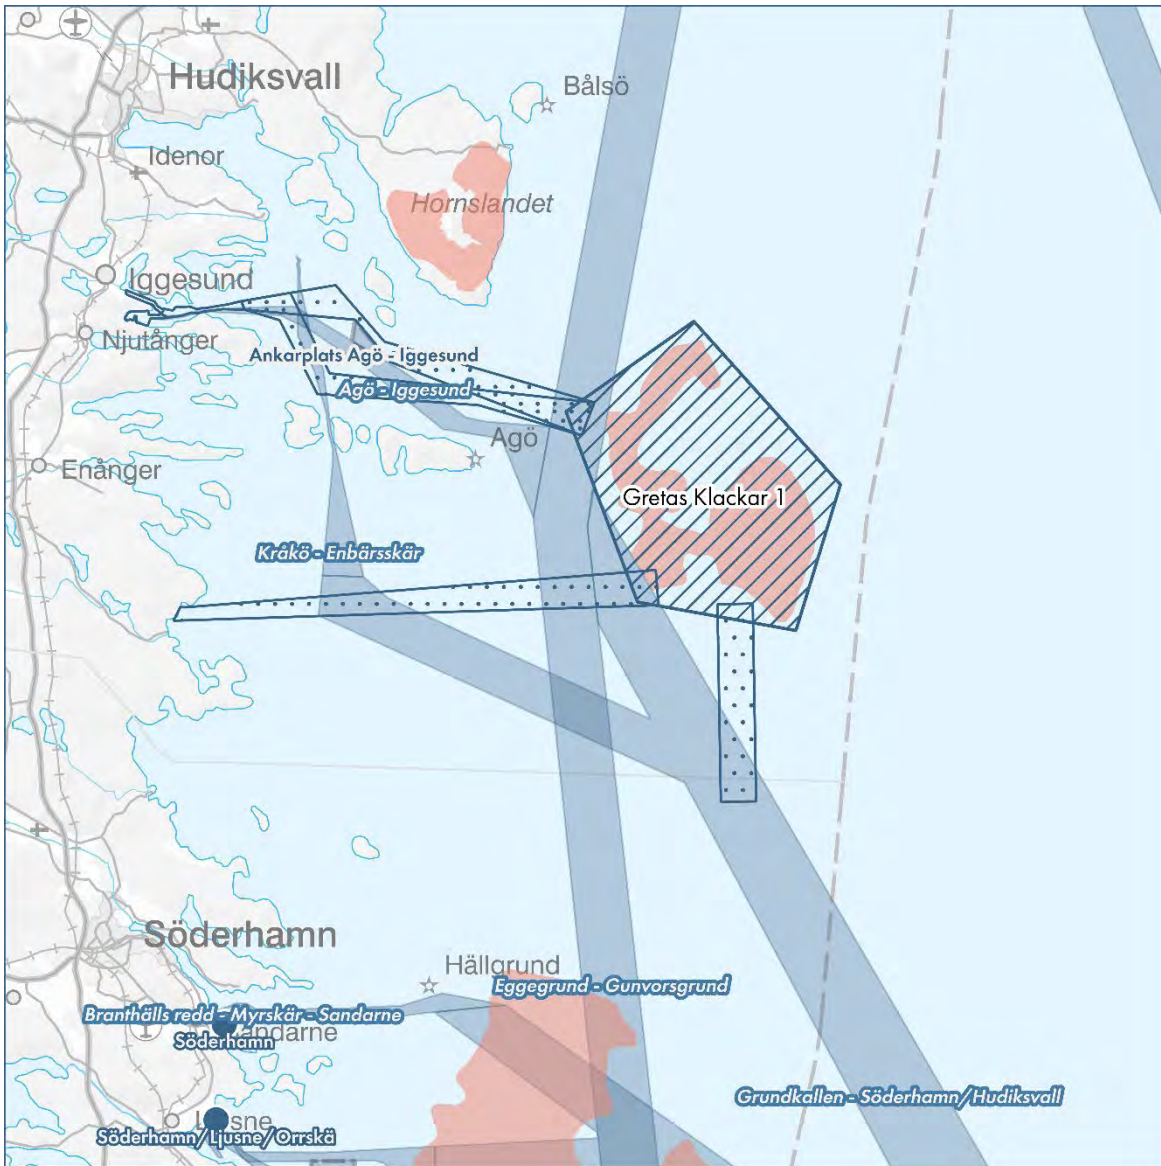 Hudiksvall
Bålsö
Idenor
Hornslandet
Iggesund
Njutånger
Ankarplats Agö - Iggesund
Agö - Iggesund
Agö
Enånger
Gretas Klackar 1
Kråkö - Enbärsskär
Söderhamn
Hällgrund
Eggegrund - Gunvorsgrund
Branthälls redd - Myrskär - Sandarne
Söderhamn
Grundkallen - Söderhamn/Hudiksvall
Söderhamn/Ljusne/Orrskä